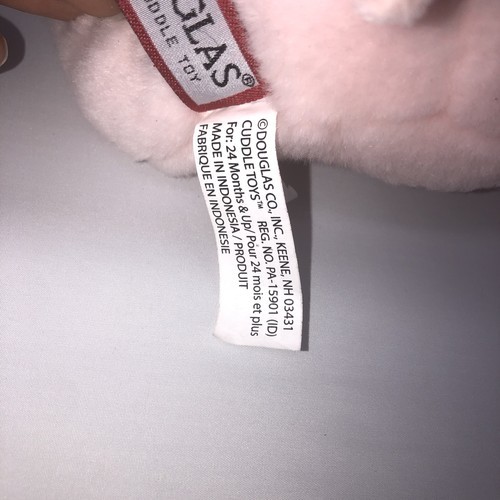 GLAS®
UDDLE TOY
©DOUGLAS CO., INC., KEENE, NH 03431
CUDDLE TOYS™ REG. NO. PA-15901 (ID)
For: 24 Months & Up/ Pour 24 mois et plus
MADE IN INDONESIA / PRODUIT
FABRIQUE EN INDONESIE